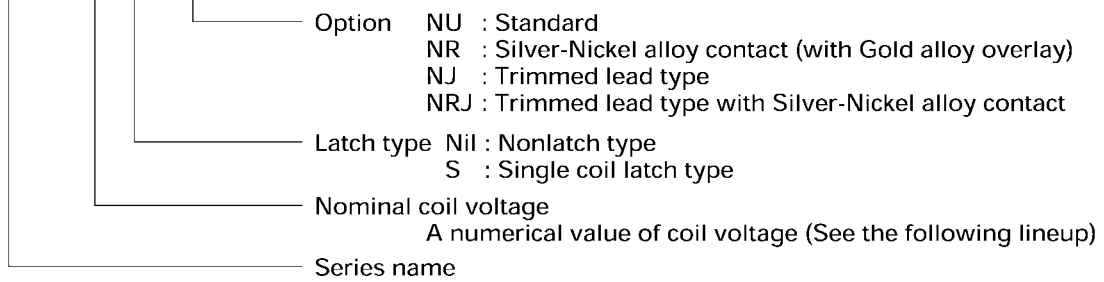 Option NU : Standard
NR : Silver-Nickel alloy contact (with Gold alloy overlay)
NJ : Trimmed lead type
NRJ : Trimmed lead type with Silver-Nickel alloy contact
Latch type Nil : Nonlatch type
S : Single coil latch type
Nominal coil voltage
A numerical value of coil voltage (See the following lineup)
Series name